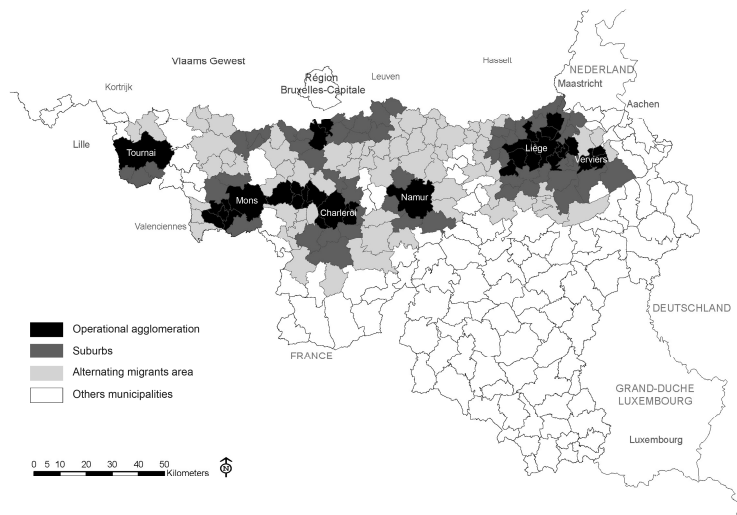 Hasselt
Vlaams Gewest
Région
Bruxelles-Capitale
Leuven
NEDERLAND
Maastricht
Kortrijk
Aachen
Lille
Tournai
Liège
Verviers
Mons
Namur
Charleroi
Valenciennes
DEUTSCHLAND
FRANCE
GRAND-DUCHE
LUXEMBOURG
Luxembourg
Operational agglomeration
Suburbs
Alternating migrants area
Others municipalities
0 5 10 20 30 40 50
Kilometers
N